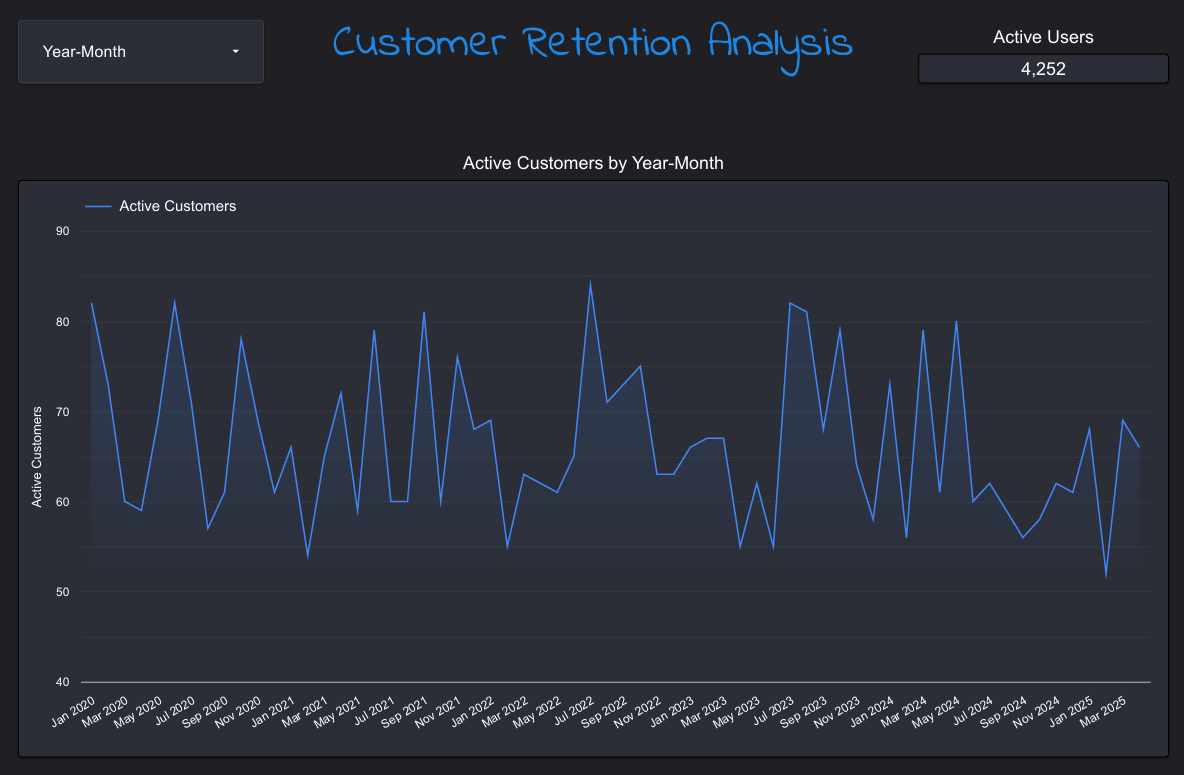 Year-Month
Customer Retention Analysis
Active Users
4,252
Active Customers by Year-Month
Active Customers
90
80
70
60
50
40
Active Customers
Jan 2020
Mar 2020
May 2020
Jul 2020
Sep 2020
Nov 2020
Jan 2021
Mar 2021
May 2021
Jul 2021
Sep 2021
Nov 2021
Jan 2022
Mar 2022
May 2022
Jul 2022
Sep 2022
Nov 2022
Jan 2023
Mar 2023
May 2023
Jul 2023
Sep 2023
Nov 2023
Jan 2024
Mar 2024
May 2024
Jul 2024
Sep 2024
Nov 2024
Jan 2025
Mar 2025